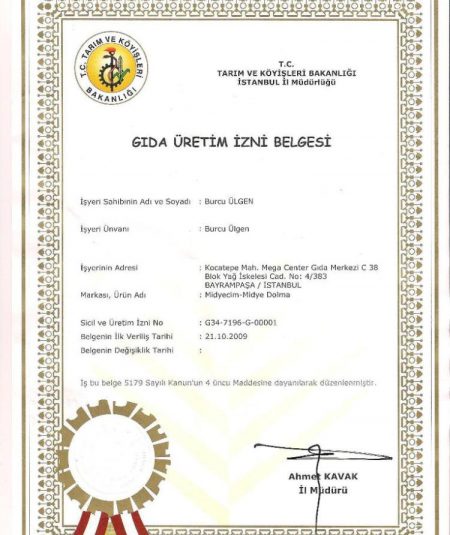 T.C. TARIM VE KÖYİŞLERİ
BAKANLIĞI
T.C.
TARIM VE KÖYİŞLERİ BAKANLIĞI
İSTANBUL İl Müdürlüğü
GIDA ÜRETİM İZNİ BELGESİ
İşyeri Sahibinin Adı ve Soyadı : Burcu ÜLGEN
İşyeri Ünvanı : Burcu Ülgen
İşyerinin Adresi : Kocatepe Mah. Mega Center Gıda Merkezi C 38
Blok Yağ İskelesi Cad. No: 4/383
BAYRAMPAŞA / İSTANBUL
Markası, Ürün Adı : Midyecim-Midye Dolma
Sicil ve Üretim İzni No : G34-7196-G-00001
Belgenin İlk Veriliş Tarihi : 21.10.2009
Belgenin Değişiklik Tarihi :
İş bu belge 5179 Sayılı Kanun'un 4 üncü Maddesine dayanılarak düzenlenmiştir.
Ahmet KAVAK
İl Müdürü